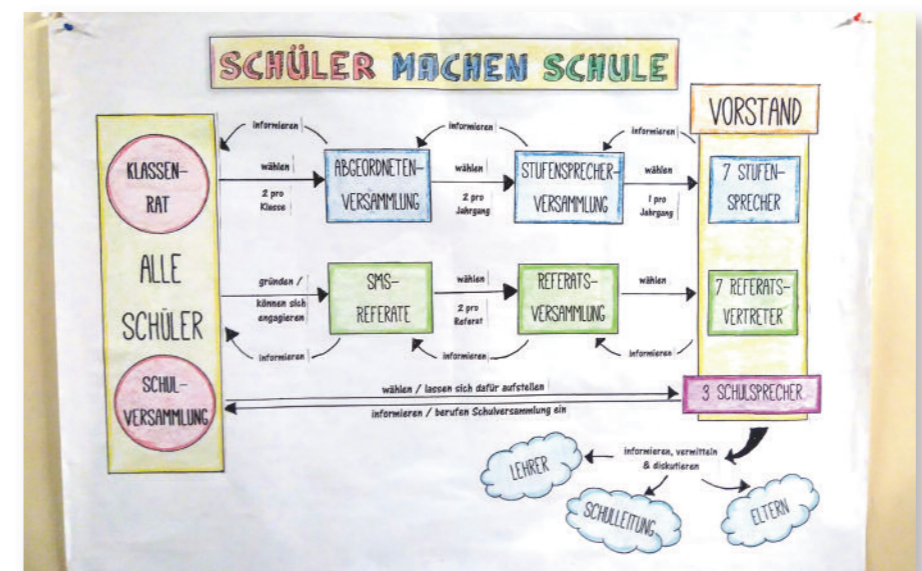 SCHÜLER MACHEN SCHULE
VORSTAND
KLASSEN-
RAT
ALLE
SCHÜLER
SCHUL-
VERSAMMLUNG
informieren
wählen
2 pro
Klasse
ABGEORDNETEN-
VERSAMMLUNG
informieren
wählen
2 pro
Jahrgang
STUFENSPRECHER-
VERSAMMLUNG
informieren
wählen
1 pro
Jahrgang
7 STUFEN-
SPRECHER
gründen /
können sich
engagieren
informieren
SMS-
REFERATE
wählen
2 pro
Referat
informieren
REFERATS-
VERSAMMLUNG
wählen
informieren
7 REFERATS-
VERTRETER
wählen / lassen sich dafür aufstellen
informieren / berufen Schulversammlung ein
3 SCHULSPRECHER
informieren, vermitteln
& diskutieren
LEHRER
SCHULLEITUNG
ELTERN